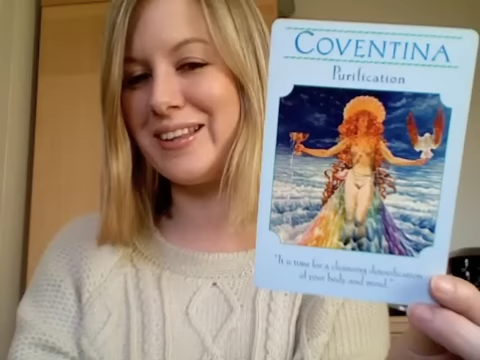 COVENTINA
Purification
"It is time for a cleansing detoxification
of your body and mind."